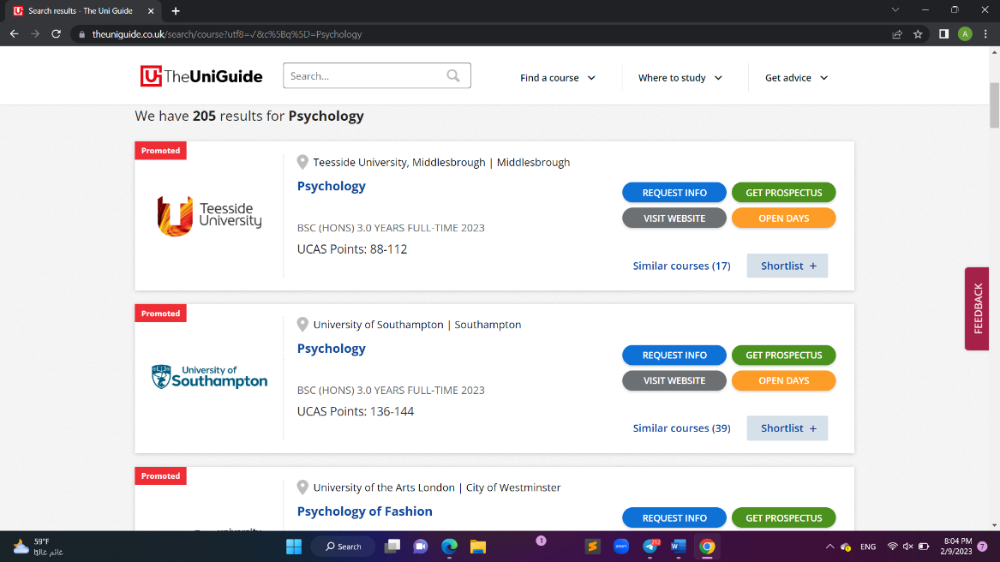 Search results - The Uni Guide
theuniguide.co.uk/search/course?utf8=✓&c%5Bq%5D=Psychology
A
TheUniGuide
Search...
Find a course
Where to study
Get advice
We have 205 results for Psychology
Promoted
Teesside University
Teesside University, Middlesbrough | Middlesbrough
Psychology
BSC (HONS) 3.0 YEARS FULL-TIME 2023
UCAS Points: 88-112
REQUEST INFO
GET PROSPECTUS
VISIT WEBSITE
OPEN DAYS
Similar courses (17)
Shortlist +
Promoted
University of Southampton
University of Southampton | Southampton
Psychology
BSC (HONS) 3.0 YEARS FULL-TIME 2023
UCAS Points: 136-144
REQUEST INFO
GET PROSPECTUS
VISIT WEBSITE
OPEN DAYS
Similar courses (39)
Shortlist +
Promoted
University of the Arts London | City of Westminster
Psychology of Fashion
REQUEST INFO
GET PROSPECTUS
FEEDBACK
59°F
غائم غالبًا
Search
1
zoom
212
ENG
8:04 PM
2/9/2023
7